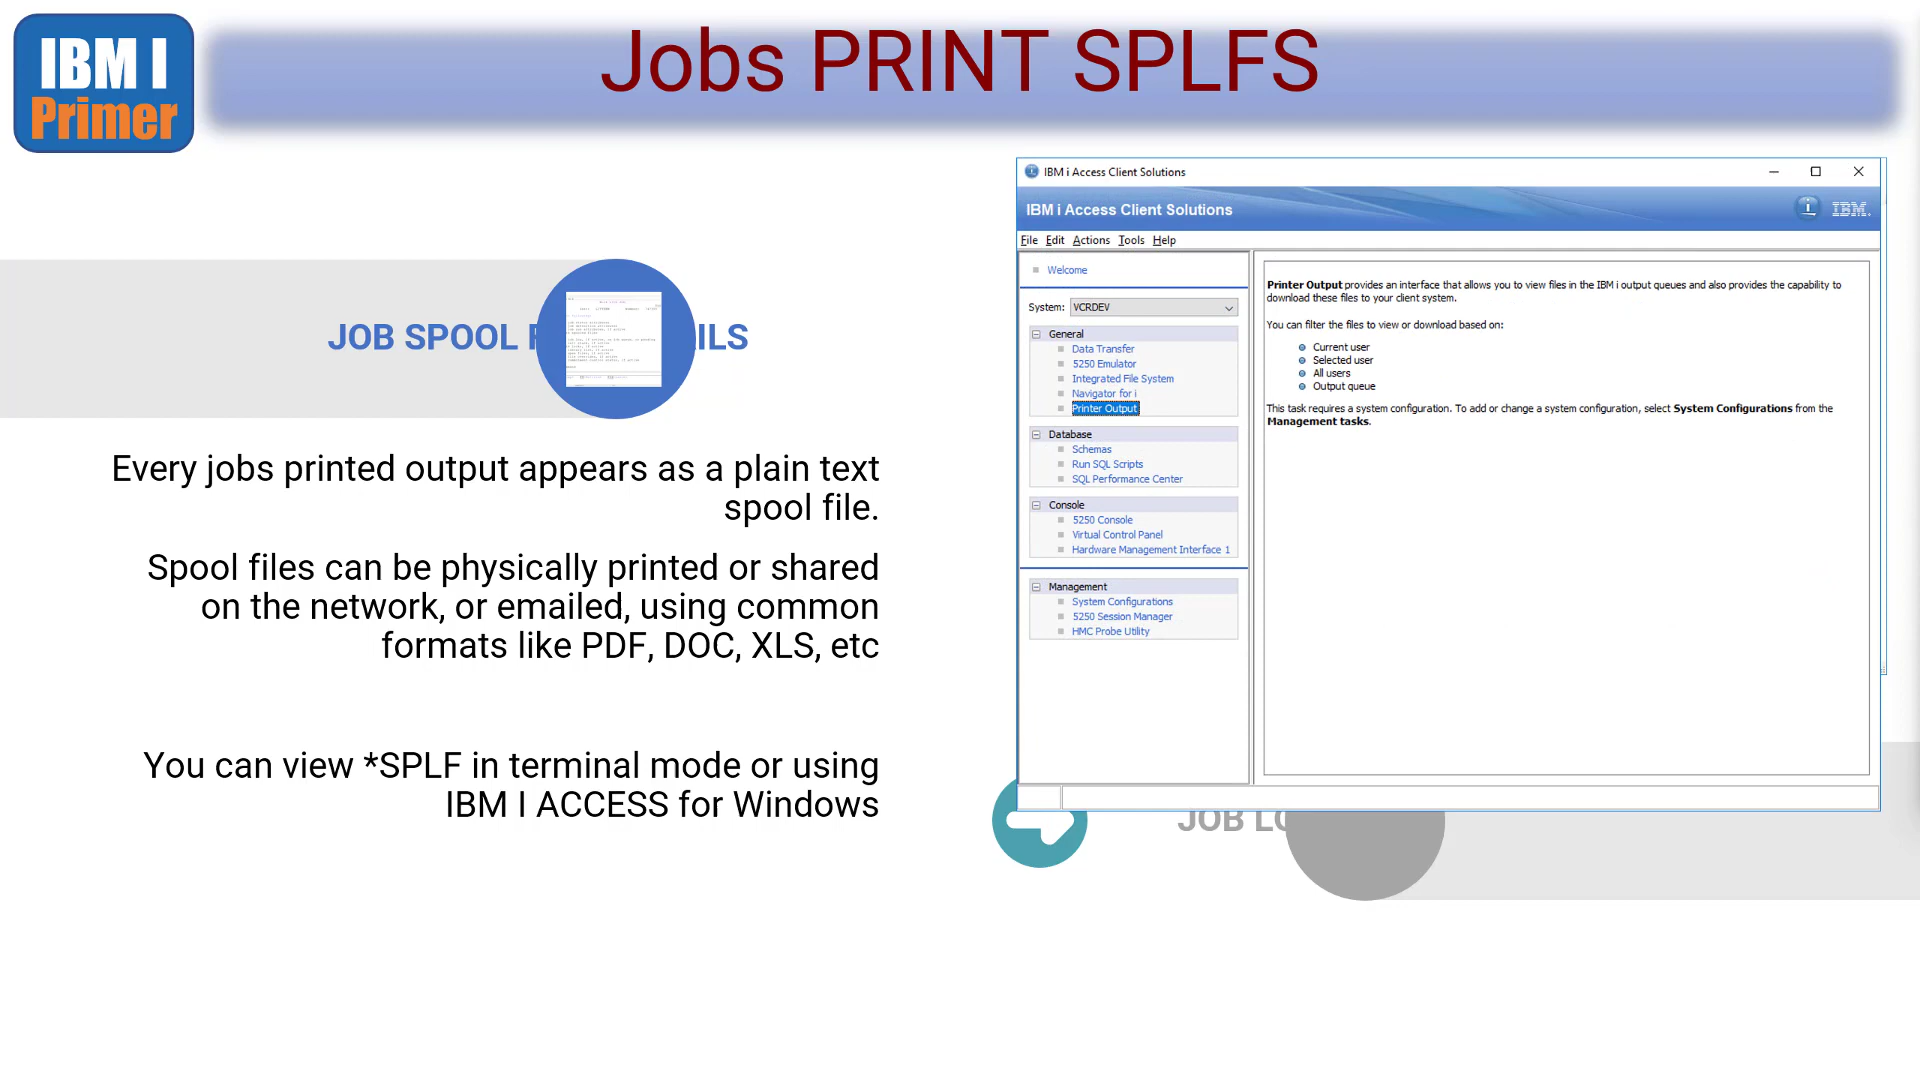 IBM I
Primer
Jobs PRINT SPLFS
JOB SPOOL
ILS
Every jobs printed output appears as a plain text
spool file.
Spool files can be physically printed or shared
on the network, or emailed, using common
formats like PDF, DOC, XLS, etc
You can view *SPLF in terminal mode or using
IBM I ACCESS for Windows
IBM i Access Client Solutions
IBM i Access Client Solutions
IBM.
File Edit Actions Tools Help
Welcome
System: VCRDEV
General
Data Transfer
5250 Emulator
Integrated File System
Navigator for i
Printer Output
Database
Schemas
Run SQL Scripts
SQL Performance Center
Console
5250 Console
Virtual Control Panel
Hardware Management Interface 1
Management
System Configurations
5250 Session Manager
HMC Probe Utility
Printer Output provides an interface that allows you to view files in the IBM i output queues and also provides the capability to
download these files to your client system.
You can filter the files to view or download based on:
Current user
Selected user
All users
Output queue
This task requires a system configuration. To add or change a system configuration, select System Configurations from the
Management tasks.
JOB LO